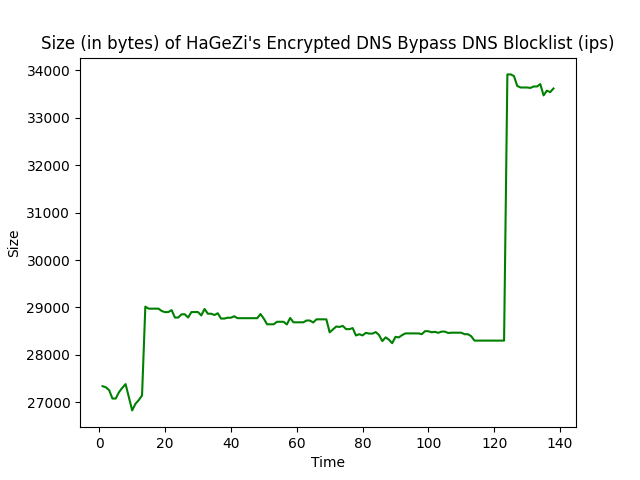 Size (in bytes) of HaGeZi's Encrypted DNS Bypass DNS Blocklist (ips)
34000
33000
32000
31000
30000
29000
28000
27000
Size
0 20 40 60 80 100 120 140
Time